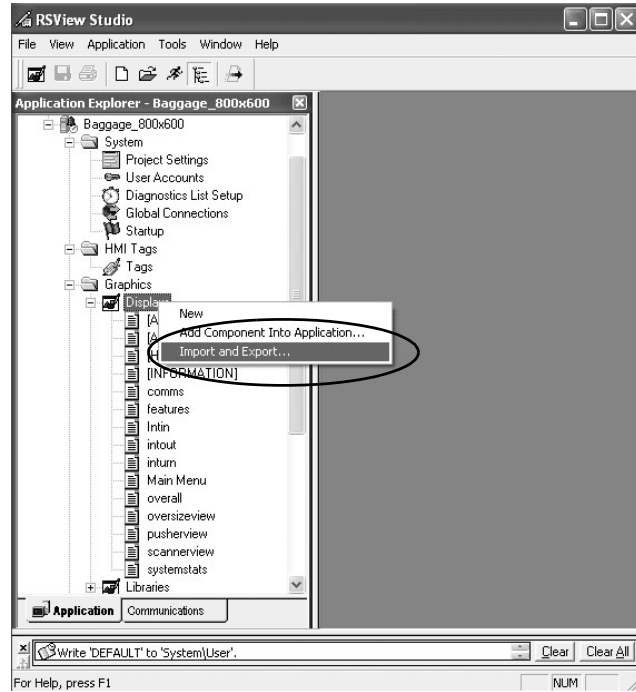 RSView Studio
File View Application Tools Window Help
Application Explorer - Baggage_800x600
Baggage_800x600
System
Project Settings
User Accounts
Diagnostics List Setup
Global Connections
Startup
HMI Tags
Tags
Graphics
Displays
New
[A
Add Component Into Application...
[A
Import and Export...
[INFORMATION]
comms
features
Intin
intout
inturn
Main Menu
overall
oversizeview
pusherview
scannerview
systemstats
Libraries
Application Communications
Write 'DEFAULT' to 'System\User'.
Clear Clear All
For Help, press F1
NUM